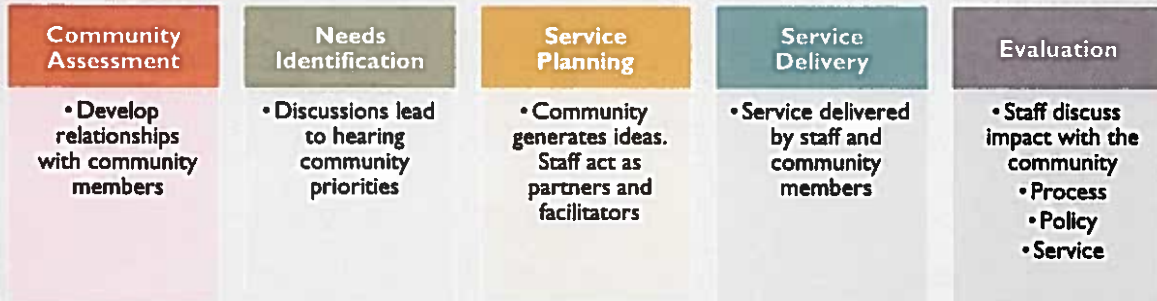 Community
Assessment
• Develop
relationships
with community
members
Needs
Identification
• Discussions lead
to hearing
community
priorities
Service
Planning
• Community
generates ideas.
Staff act as
partners and
facilitators
Service
Delivery
• Service delivered
by staff and
community
members
Evaluation
• Staff discuss
impact with the
community
• Process
• Policy
• Service